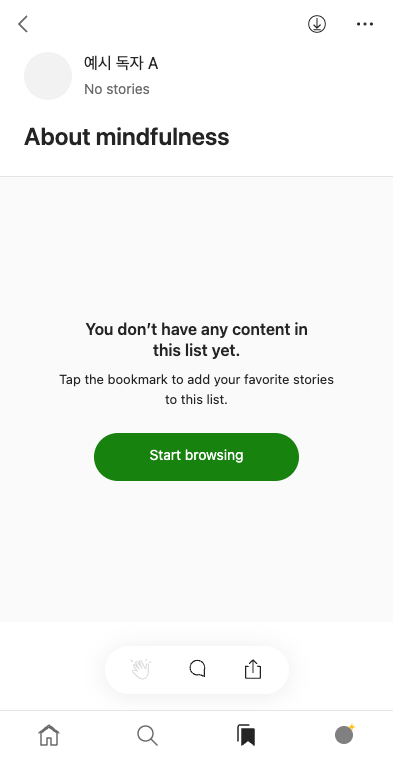 예시 독자 A
No stories
About mindfulness
You don’t have any content in
this list yet.
Tap the bookmark to add your favorite stories
to this list.
Start browsing